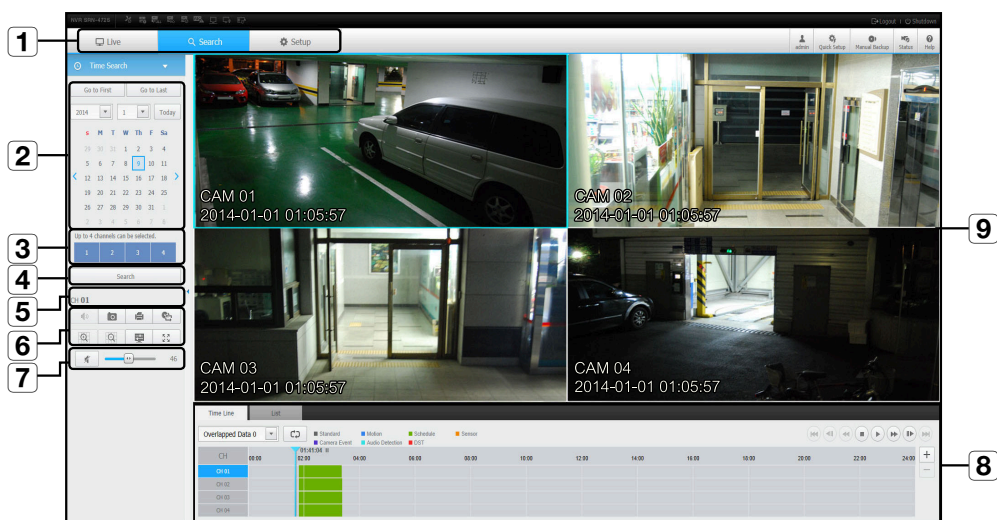 NVR SRN-472S
Logout | Shutdown
1
Live Search Setup
admin Quick Setup Manual Backup Status Help
Time Search
Go to First Go to Last
2014 1 Today
S M T W Th F Sa
29 30 31 1 2 3 4
5 6 7 8 9 10 11
12 13 14 15 16 17 18
19 20 21 22 23 24 25
26 27 28 29 30 31 1
2 3 4 5 6 7 8
2
Up to 4 channels can be selected.
1 2 3 4
3
Search
4
CH 01
5
6
46
7
CAM 01
2014-01-01 01:05:57
CAM 02
2014-01-01 01:05:57
CAM 03
2014-01-01 01:05:57
CAM 04
2014-01-01 01:05:57
9
Time Line List
Overlapped Data 0
Standard Motion Schedule Sensor
Camera Event Audio Detection DST
01:41:04
CH 00:00 02:00 04:00 06:00 08:00 10:00 12:00 14:00 16:00 18:00 20:00 22:00 24:00
CH 01
CH 02
CH 03
CH 04
8